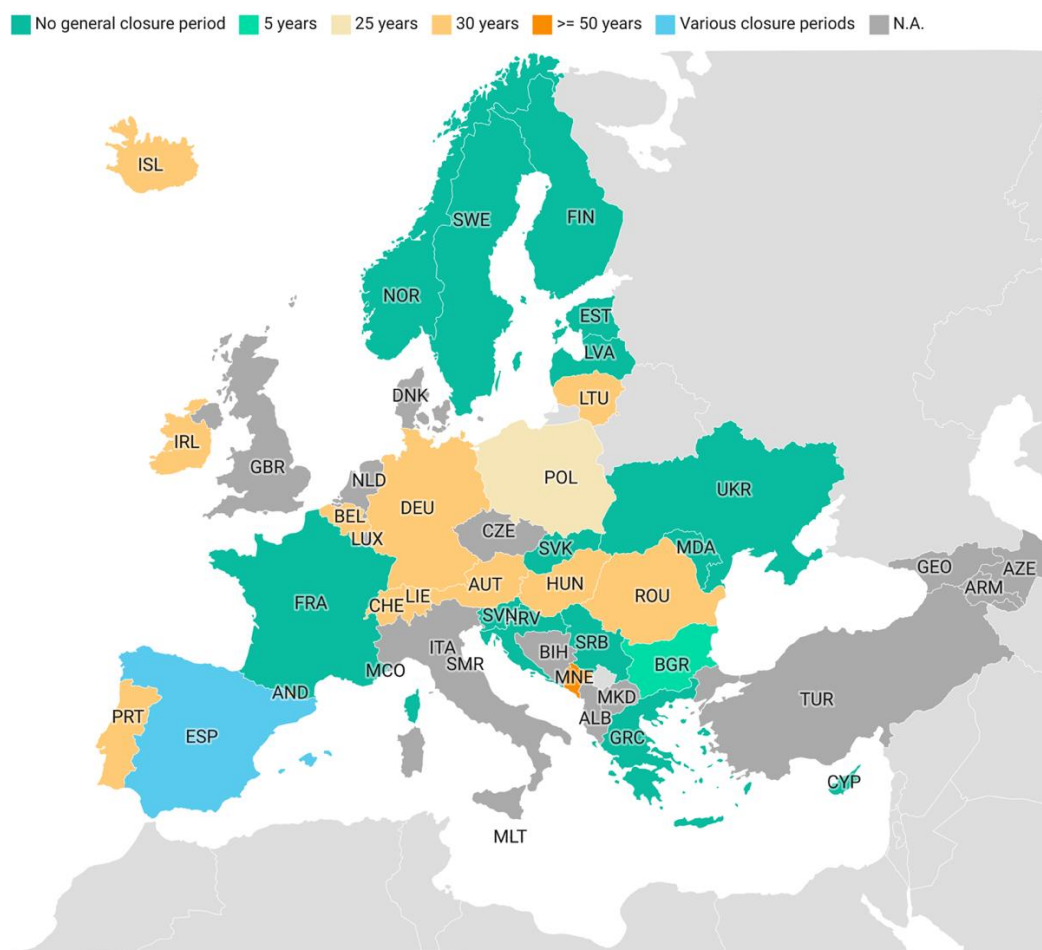 No general closure period 5 years 25 years 30 years >= 50 years Various closure periods N.A.
ISL
SWE
FIN
NOR
EST
LVA
DNK
LTU
IRL
GBR
NLD
POL
UKR
DEU
BEL
CZE
LUX
SVK
MDA
GEO
AZE
AUT
HUN
ARM
LIE
ROU
FRA
CHE
SVN
HRV
SRB
ITA
BIH
SMR
BGR
MCO
MNE
AND
MKD
TUR
PRT
ALB
ESP
GRC
CYP
MLT